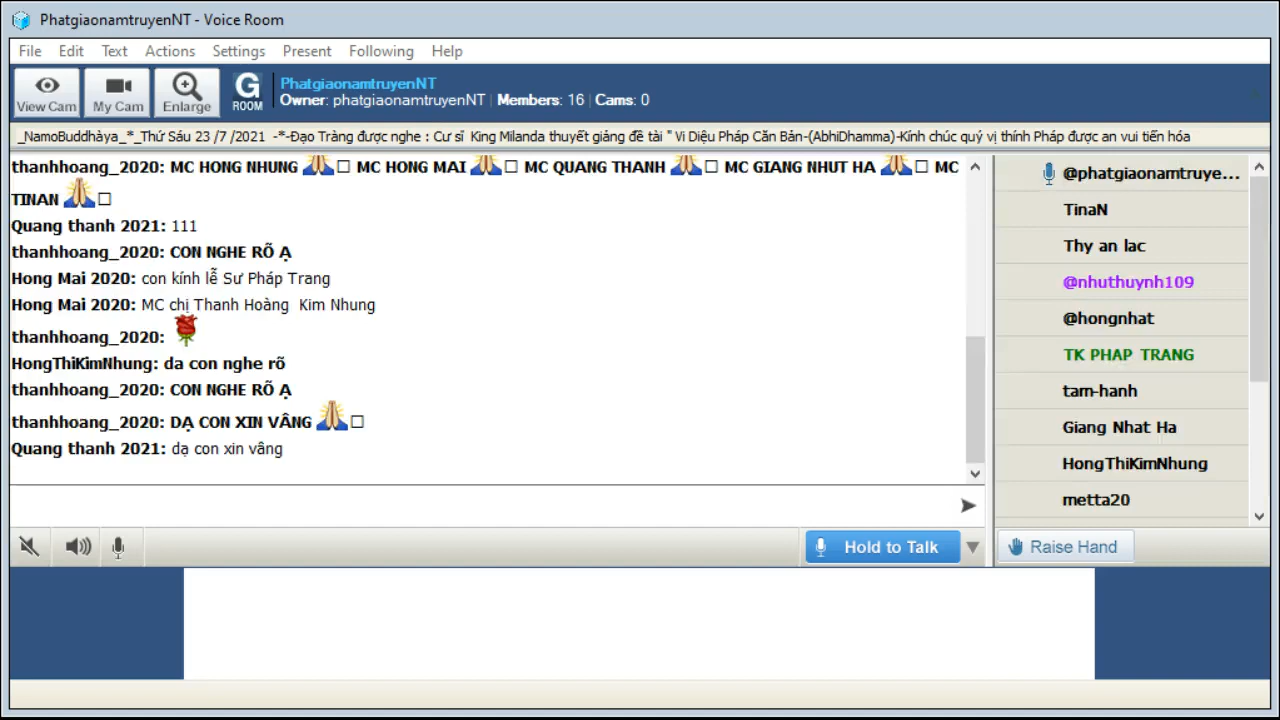 PhatgiaonamtruyenNT - Voice Room
File Edit Text Actions Settings Present Following Help
View Cam My Cam Enlarge G ROOM
PhatgiaonamtruyenNT
Owner: phatgiaonamtruyenNT | Members: 16 | Cams: 0
_NamoBuddhàya_*_Thứ Sáu 23 /7 /2021 -*-Đạo Tràng được nghe : Cư sĩ King Milanda thuyết giảng đề tài " Vi Diệu Pháp Căn Bản-(AbhiDhamma)-Kính chúc quý vị thính Pháp được an vui tiến hóa
thanhhoang_2020: MC HONG NHUNG 🙏□ MC HONG MAI 🙏□ MC QUANG THANH 🙏□ MC GIANG NHUT HA 🙏□ MC
TINAN 🙏□
Quang thanh 2021: 111
thanhhoang_2020: CON NGHE RÕ Ạ
Hong Mai 2020: con kính lễ Sư Pháp Trang
Hong Mai 2020: MC chị Thanh Hoàng Kim Nhung
thanhhoang_2020: 🌹
HongThiKimNhung: da con nghe rõ
thanhhoang_2020: CON NGHE RÕ Ạ
thanhhoang_2020: DẠ CON XIN VÂNG 🙏□
Quang thanh 2021: dạ con xin vâng
@phatgiaonamtruye...
TinaN
Thy an lac
@nhuthuynh109
@hongnhat
TK PHAP TRANG
tam-hanh
Giang Nhat Ha
HongThiKimNhung
metta20
Hold to Talk
Raise Hand